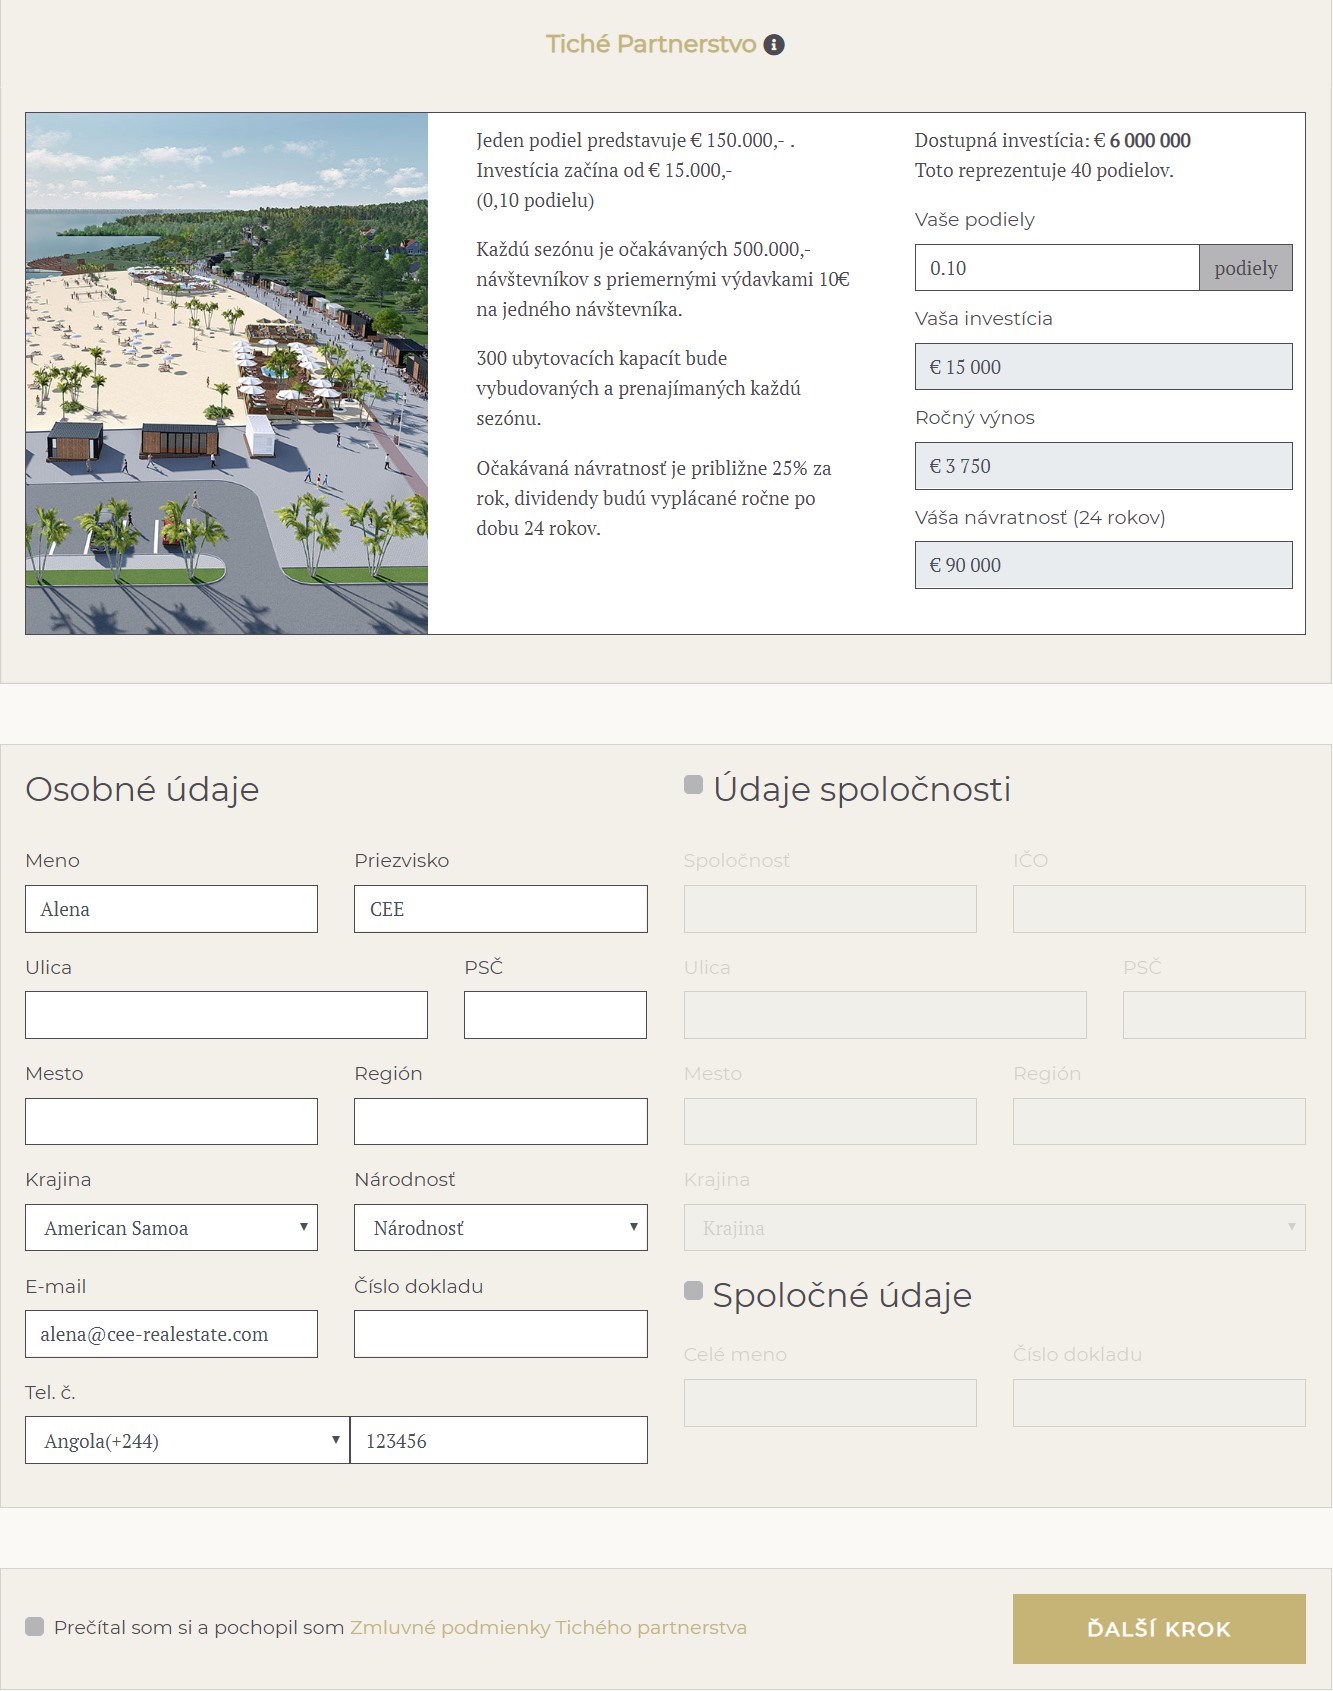 Tiché Partnerstvo
Jeden podiel predstavuje € 150.000,- .
Investícia začína od € 15.000,-
(0,10 podielu)
Každú sezónu je očakávaných 500.000,-
návštevníkov s priemernými výdavkami 10€
na jedného návštevníka.
300 ubytovacích kapacít bude
vybudovaných a prenajímaných každú
sezónu.
Očakávaná návratnosť je približne 25% za
rok, dividendy budú vyplácané ročne po
dobu 24 rokov.
Dostupná investícia: € 6 000 000
Toto reprezentuje 40 podielov.
Vaše podiely
0.10 podiely
Vaša investícia
€ 15 000
Ročný výnos
€ 3 750
Váša návratnosť (24 rokov)
€ 90 000
Osobné údaje
Meno Priezvisko
Alena CEE
Ulica PSČ
Mesto Región
Krajina Národnosť
American Samoa Národnosť
E-mail Číslo dokladu
alena@cee-realestate.com
Tel. č.
Angola(+244) 123456
Údaje spoločnosti
Spoločnosť IČO
Ulica PSČ
Mesto Región
Krajina
Krajina
Spoločné údaje
Celé meno Číslo dokladu
Prečítal som si a pochopil som Zmluvné podmienky Tichého partnerstva
ĎALŠÍ KROK